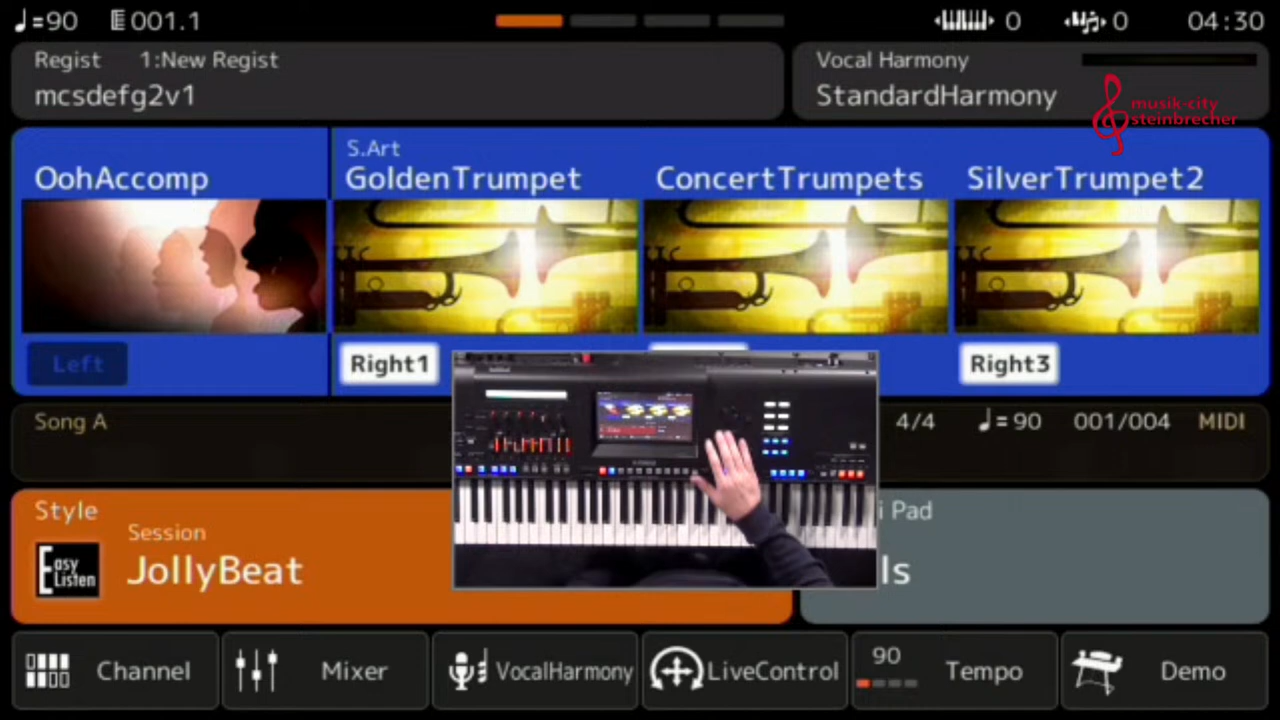 ♩=90 001.1 0 0 04:30
Regist 1:New Regist
mcsdefg2v1
Vocal Harmony
StandardHarmony
musik-city
steinbrecher
OohAccomp
S.Art
GoldenTrumpet
ConcertTrumpets
SilverTrumpet2
Left
Right1
Right3
Song A
4/4 ♩=90 001/004 MIDI
Style
Session
JollyBeat
Easy
Listen
i Pad
ls
Channel
Mixer
VocalHarmony
LiveControl
90
Tempo
Demo